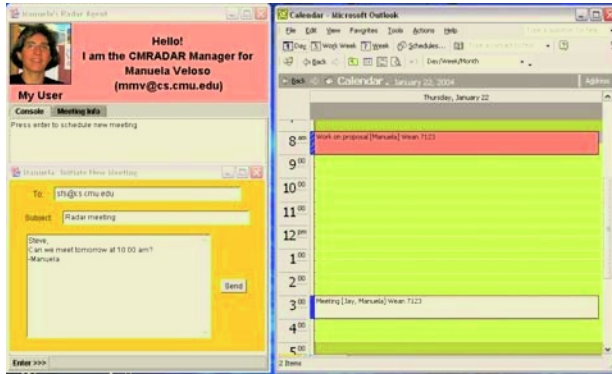 Manuela's Radar Agent
Hello!
I am the CMRADAR Manager for
Manuela Veloso
(mmv@cs.cmu.edu)
My User
Console Meeting Info
Press enter to schedule new meeting
Manuela: Initiate New Meeting
To: sfs@cs.cmu.edu
Subject: Radar meeting
Steve,
Can we meet tomorrow at 10:00 am?
-Manuela
Send
Enter >>>
Calendar - Microsoft Outlook
File Edit View Favorites Tools Actions Help
Day Work Week Week Schedules...
Back Day/Week/Month
Back Calendar. January 22, 2004 Address
Thursday, January 22
8 am Work on proposal [Manuela] Wean 7123
9 00
10 00
11 00
12 pm
1 00
2 00
3 00 Meeting [Jay, Manuela] Wean 7123
4 00
5 00
2 Items